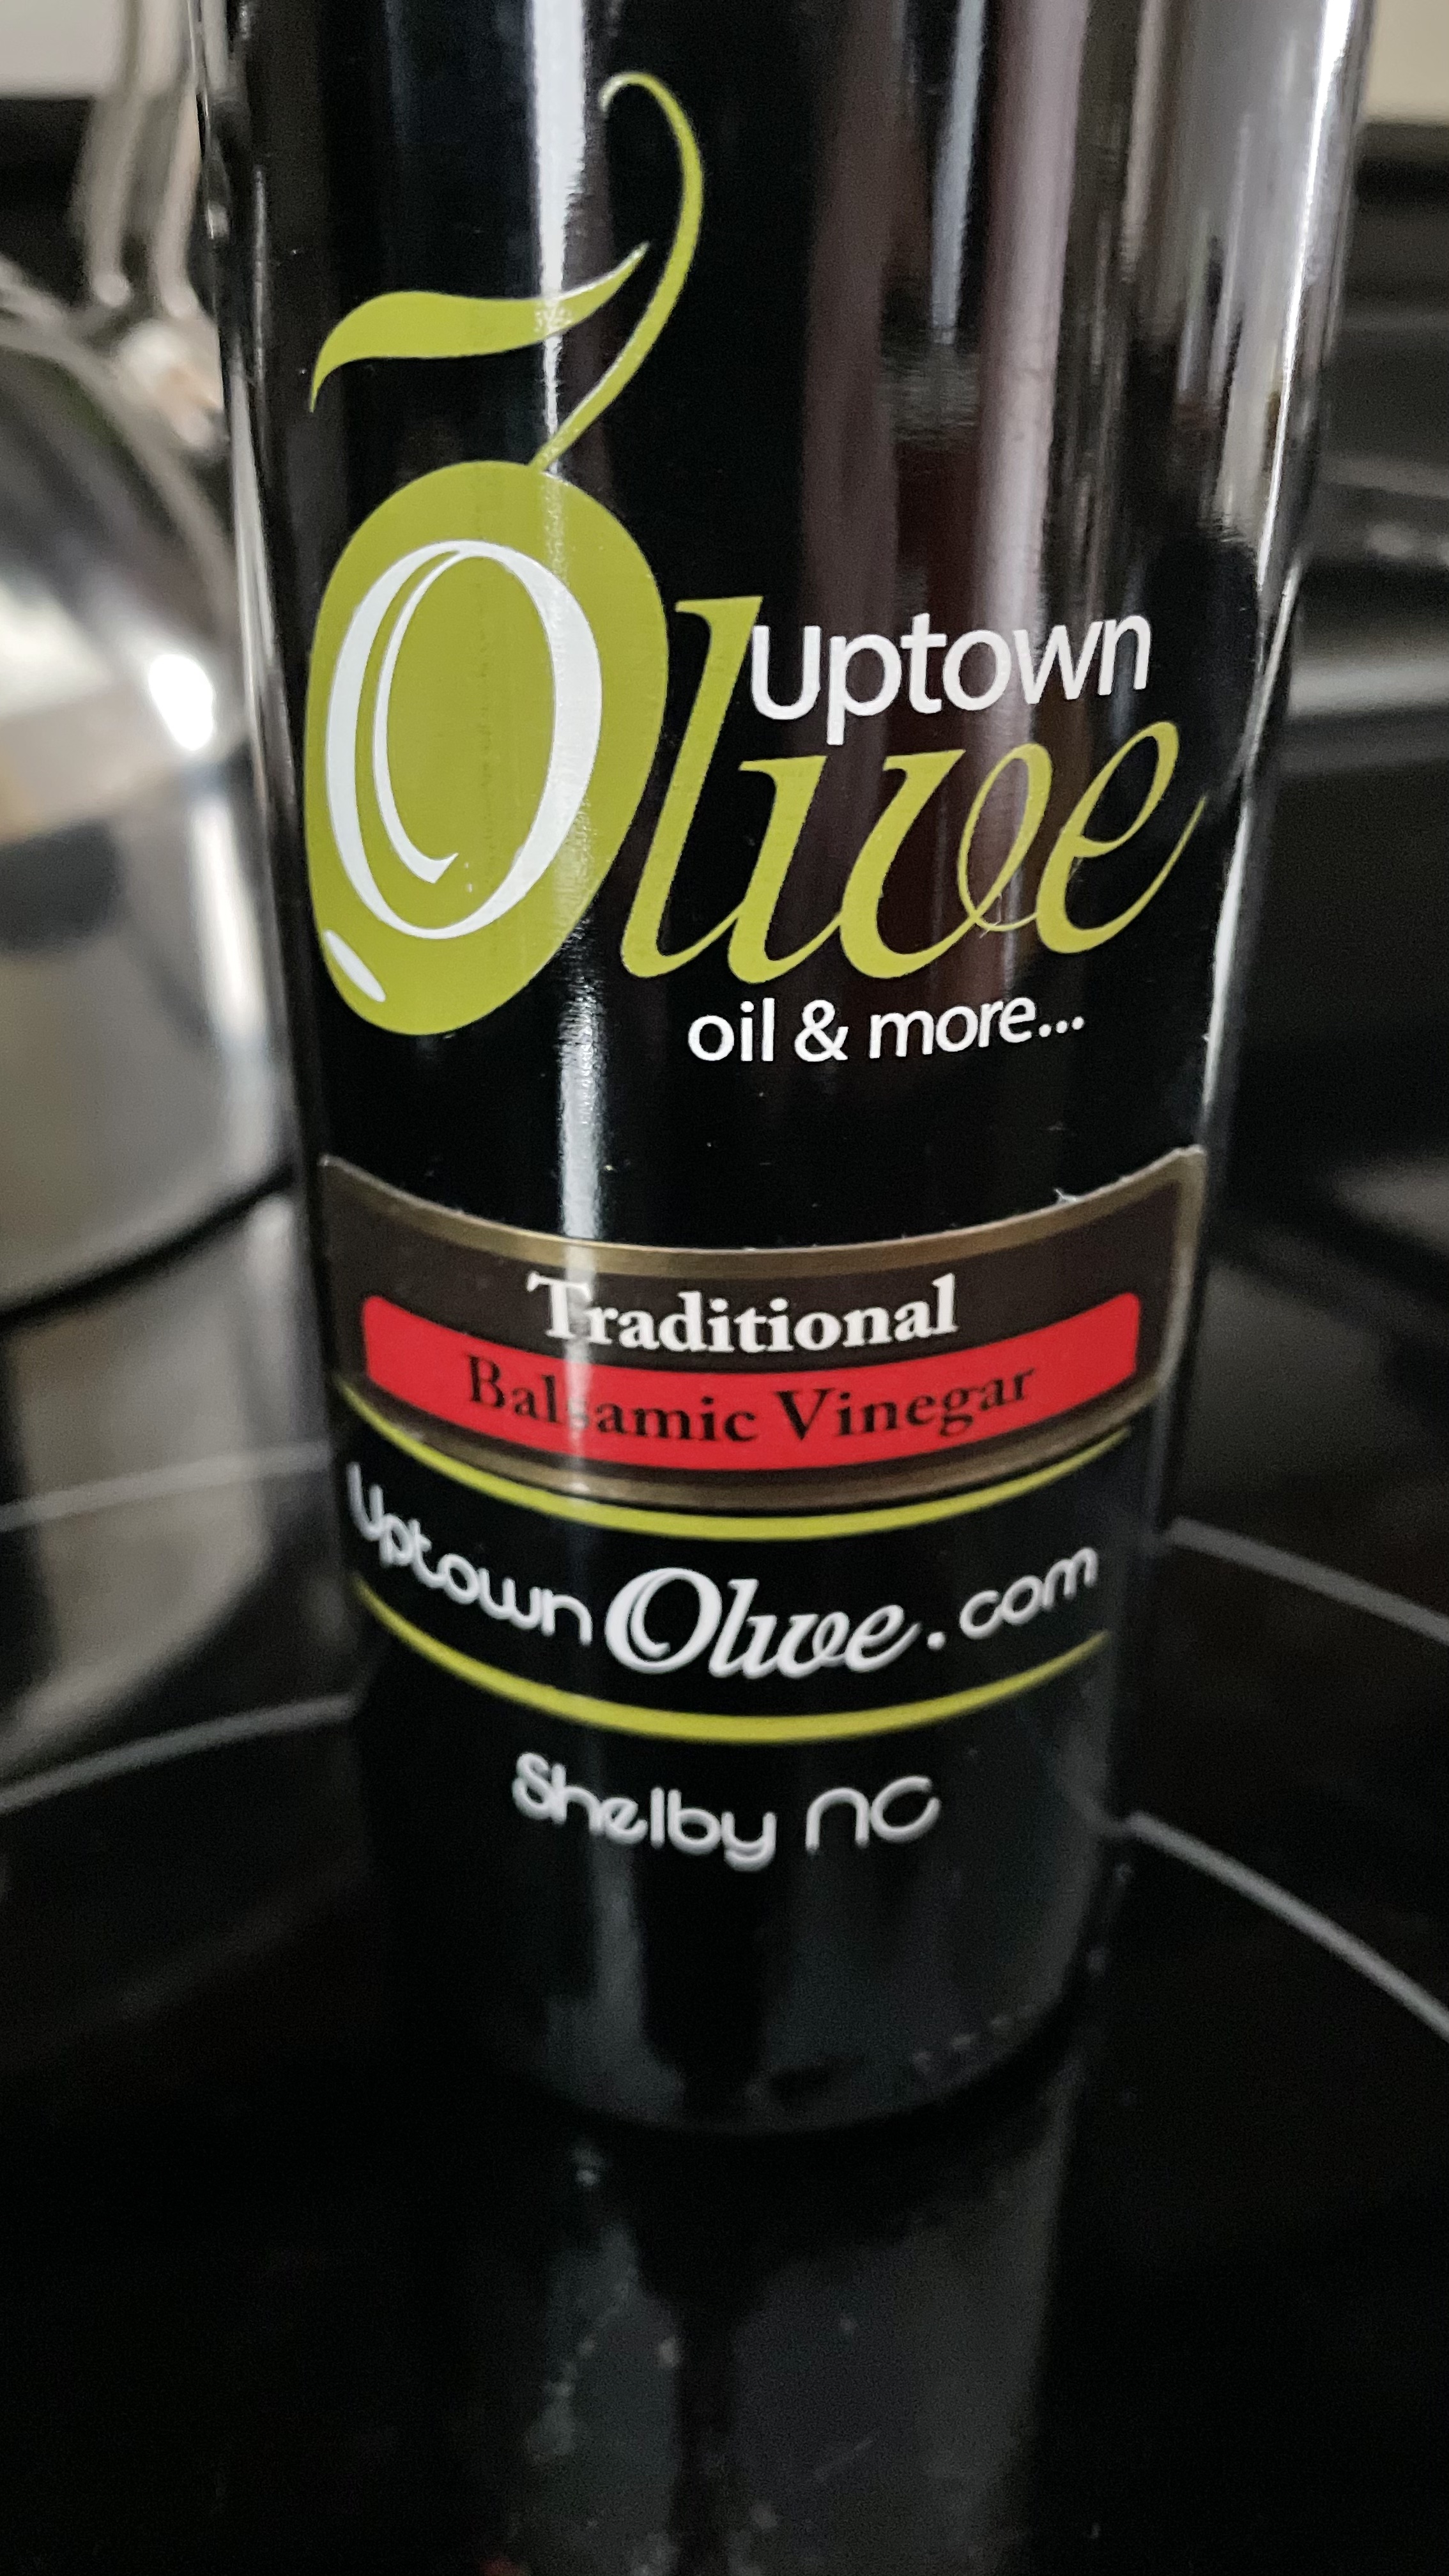 Uptown
Olive
oil & more...
Traditional
Balsamic Vinegar
UptownOlive.com
Shelby NC